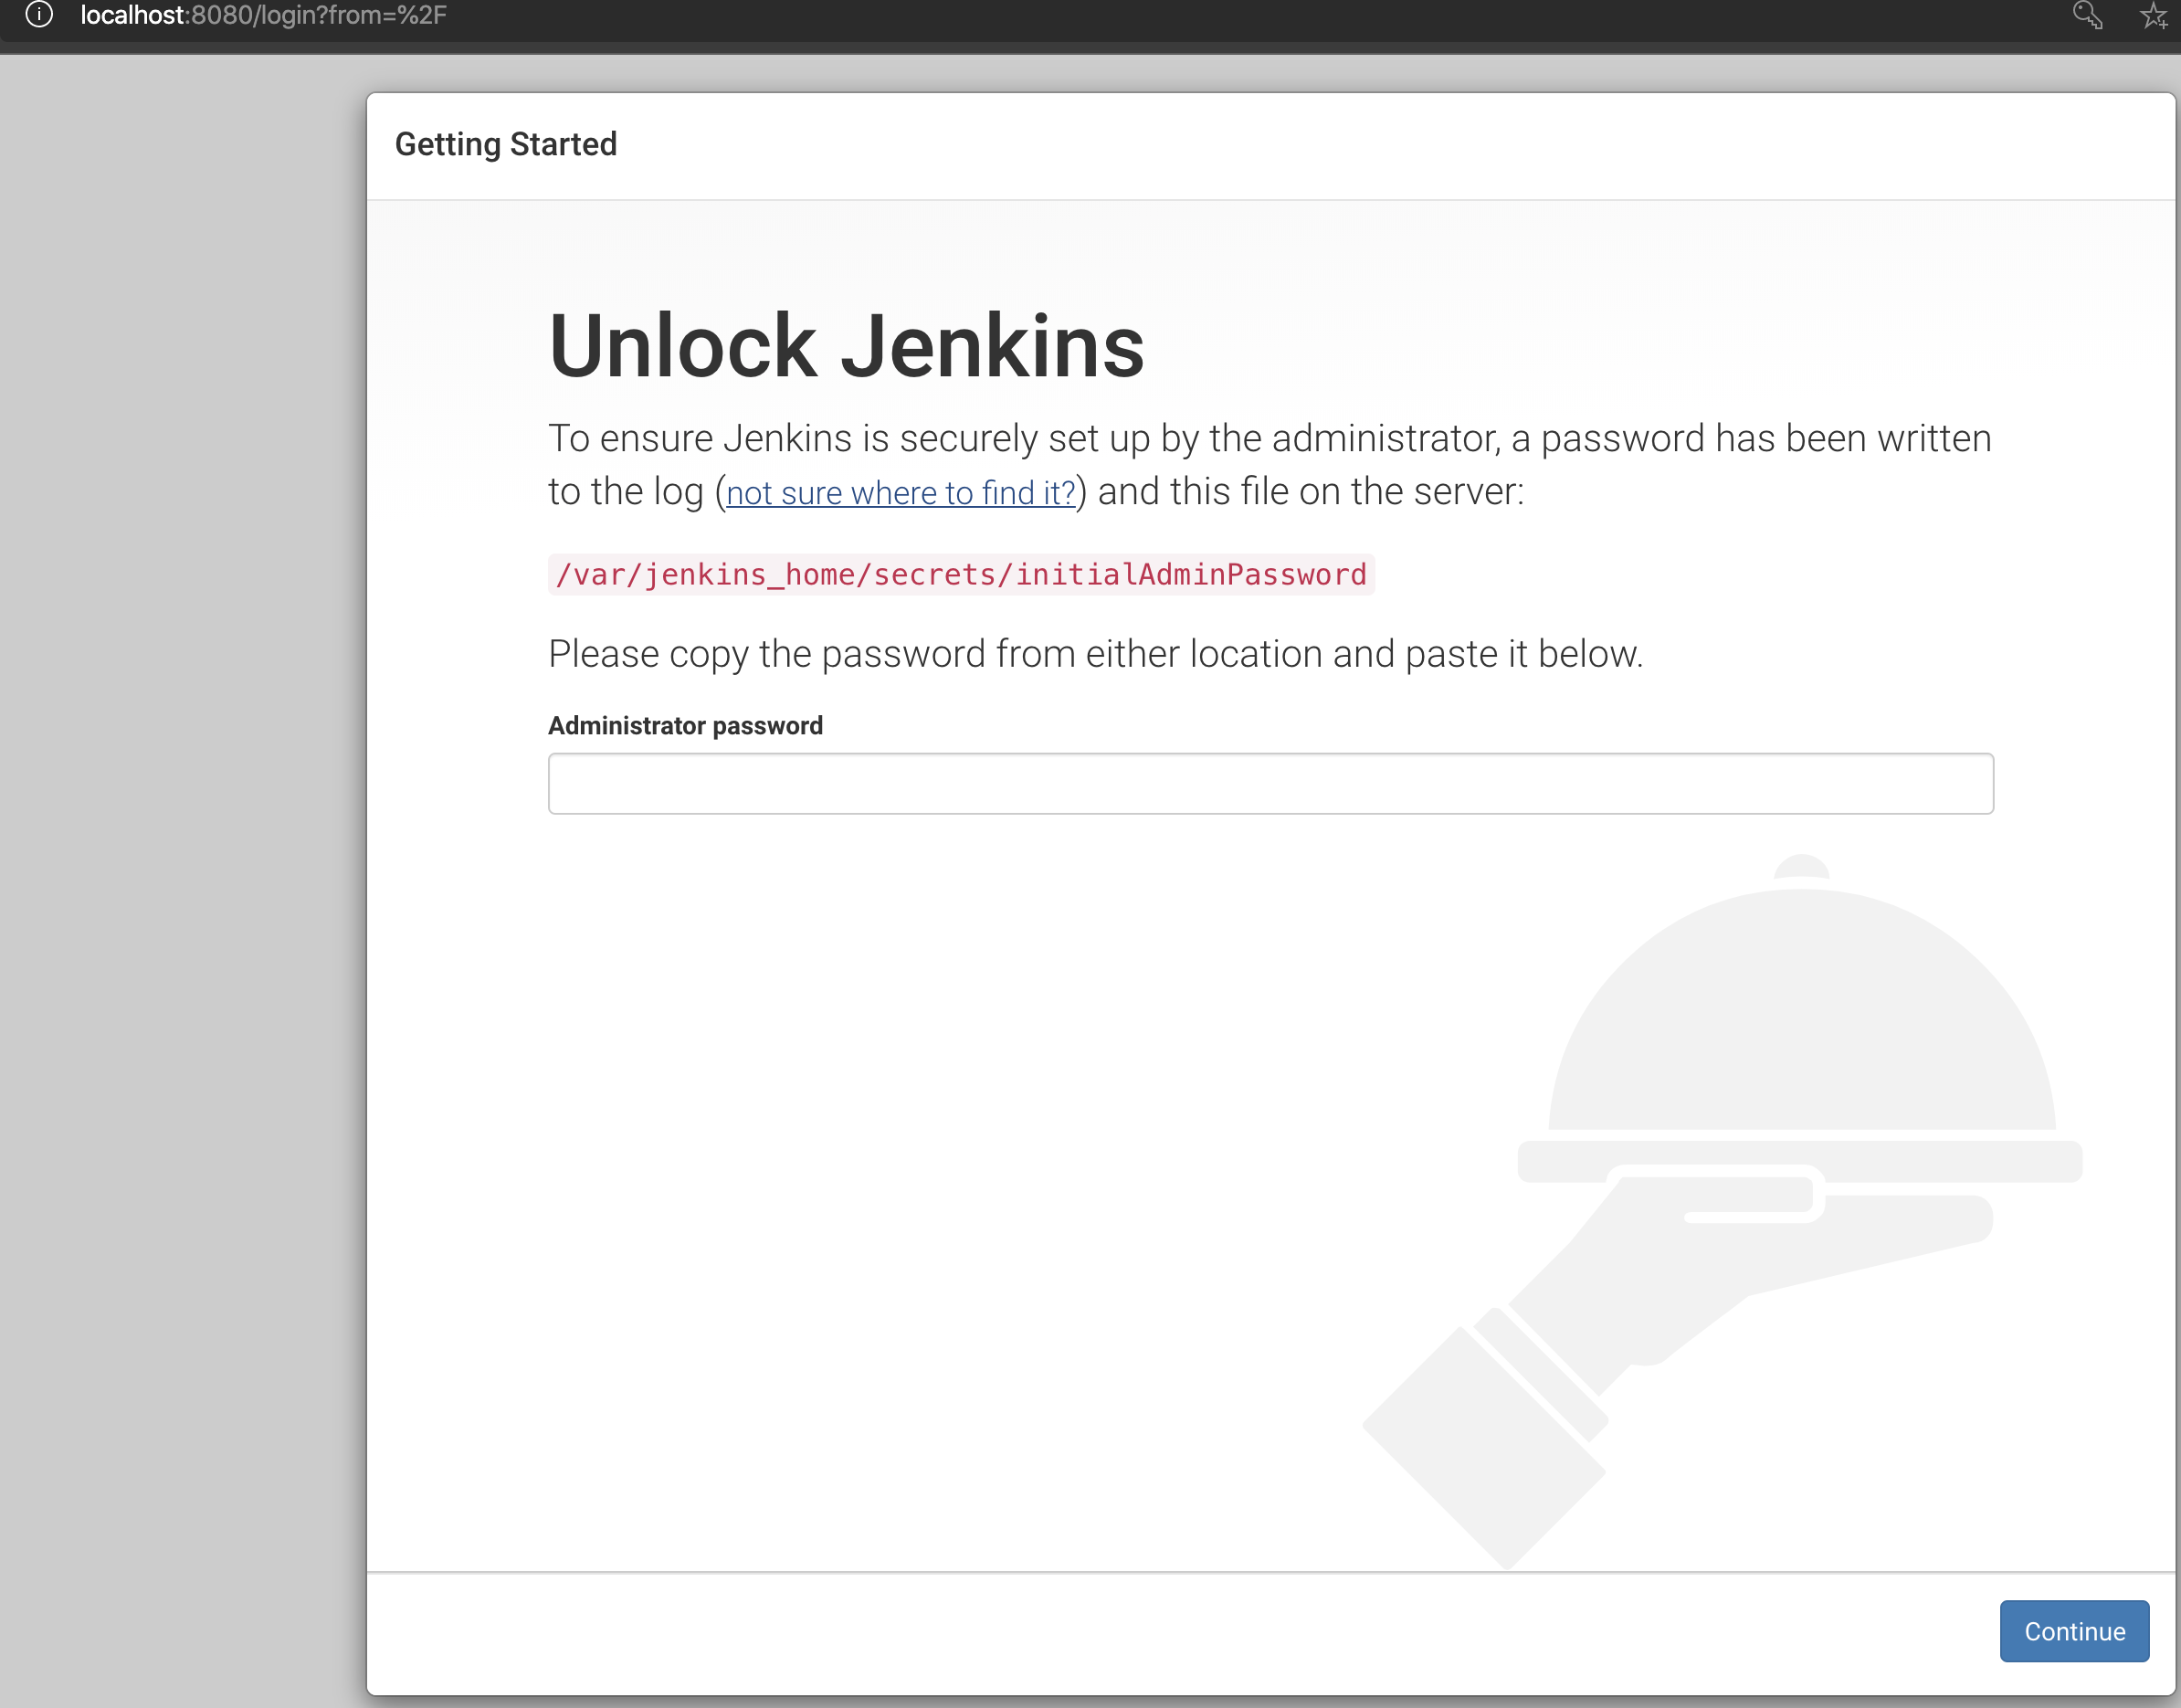 localhost:8080/login?from=%2F
Getting Started
Unlock Jenkins
To ensure Jenkins is securely set up by the administrator, a password has been written
to the log (not sure where to find it?) and this file on the server:
/var/jenkins_home/secrets/initialAdminPassword
Please copy the password from either location and paste it below.
Administrator password
Continue